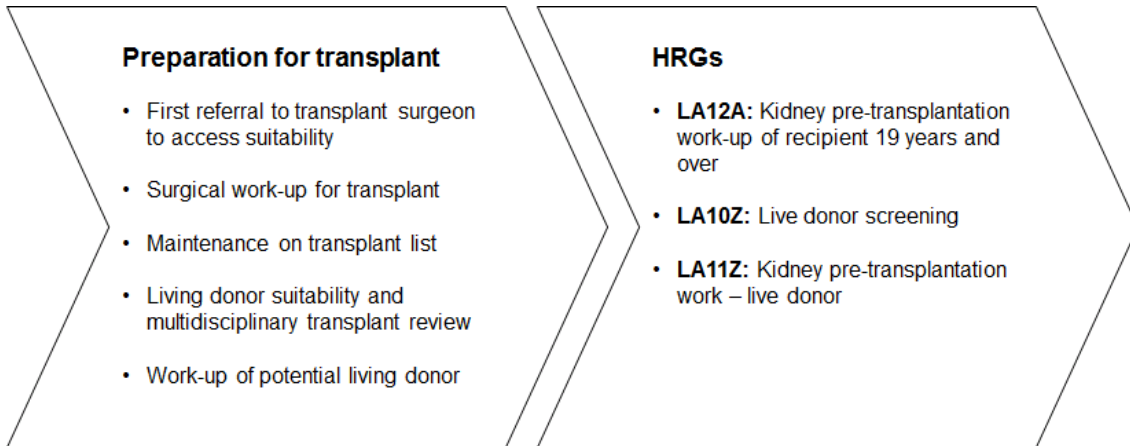 Preparation for transplant
• First referral to transplant surgeon
to access suitability
• Surgical work-up for transplant
• Maintenance on transplant list
• Living donor suitability and
multidisciplinary transplant review
• Work-up of potential living donor
HRGs
• LA12A: Kidney pre-transplantation
work-up of recipient 19 years and
over
• LA10Z: Live donor screening
• LA11Z: Kidney pre-transplantation
work – live donor